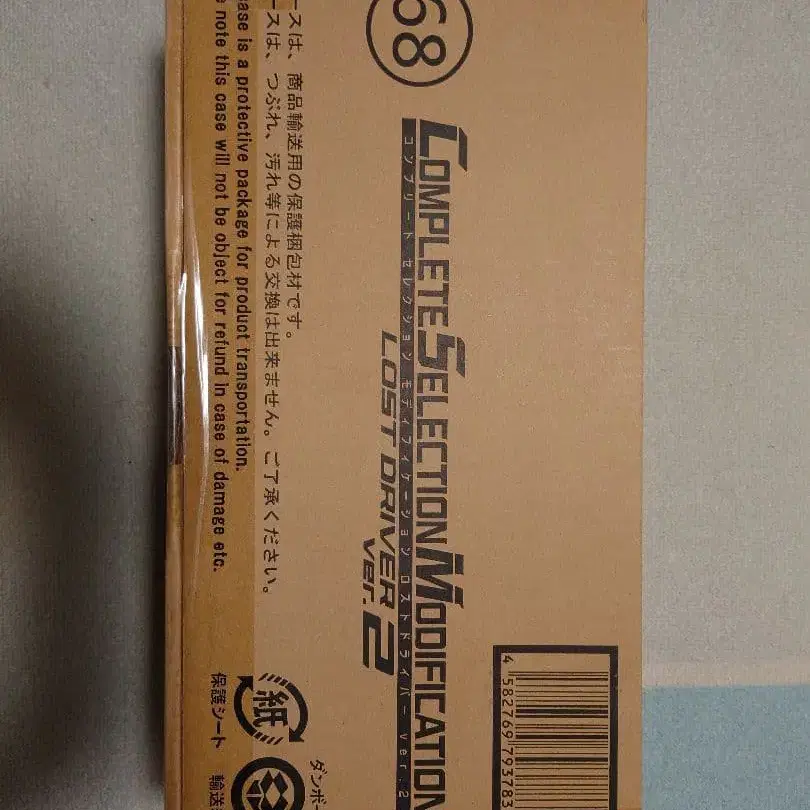 68
COMPLETE SELECTION MODIFICATION
コンプリート セレクション モディフィケーション ロストドライバー ver.2
LOST DRIVER
ver.2
ースは、商品輸送用の保護梱包材です。
ースは、つぶれ、汚れ等による交換は出来ません。ご了承ください。
ase is a protective package for product transportation.
e note this case will not be object for refund in case of damage etc.
4 582769 793783
紙
ダンボー
保護シート
輸送